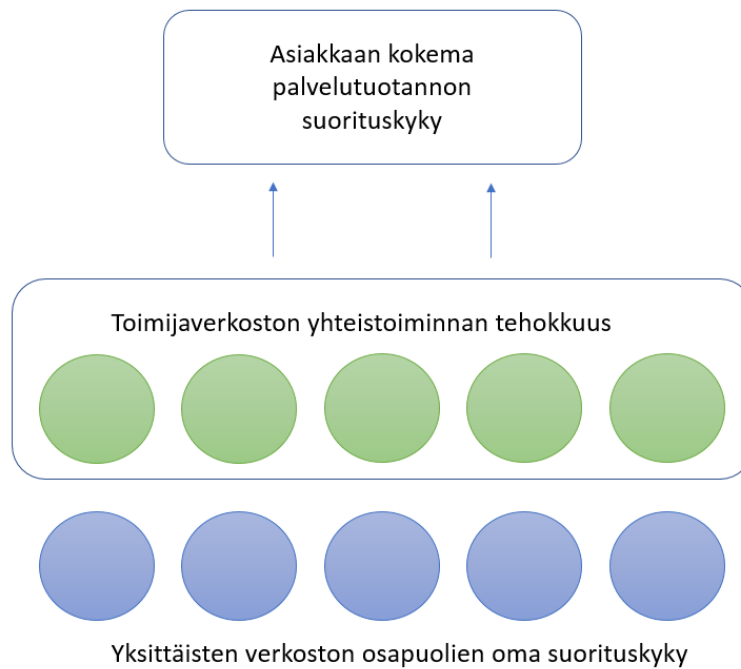 Asiakkaan kokema
palvelutuotannon
suorituskyky
Toimijaverkoston yhteistoiminnan tehokkuus
Yksittäisten verkoston osapuolien oma suorituskyky